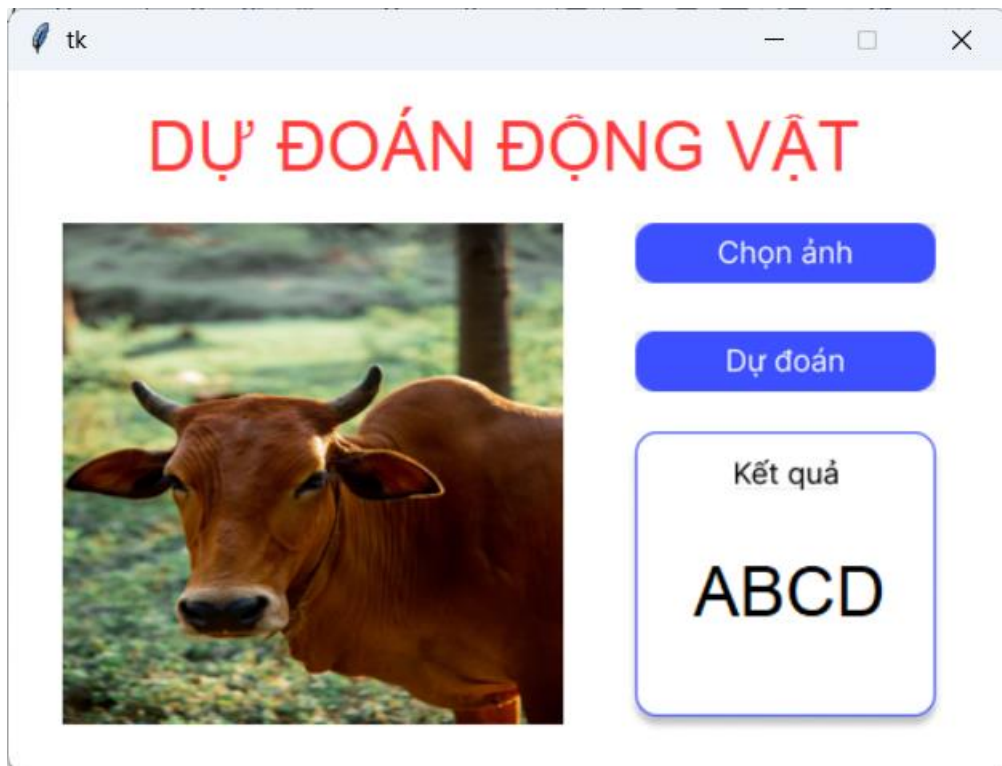 tk
DỰ ĐOÁN ĐỘNG VẬT
Chọn ảnh
Dự đoán
Kết quả
ABCD